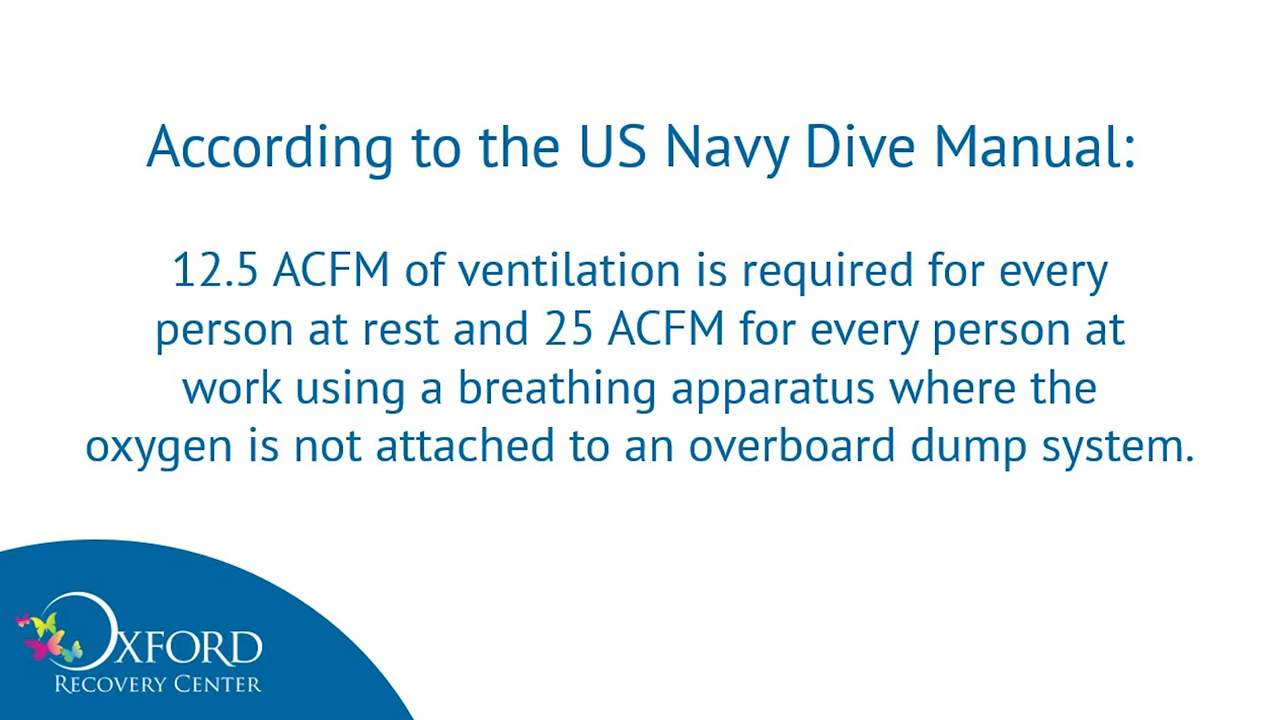 According to the US Navy Dive Manual:
12.5 ACFM of ventilation is required for every
person at rest and 25 ACFM for every person at
work using a breathing apparatus where the
oxygen is not attached to an overboard dump system.
OXFORD
RECOVERY CENTER